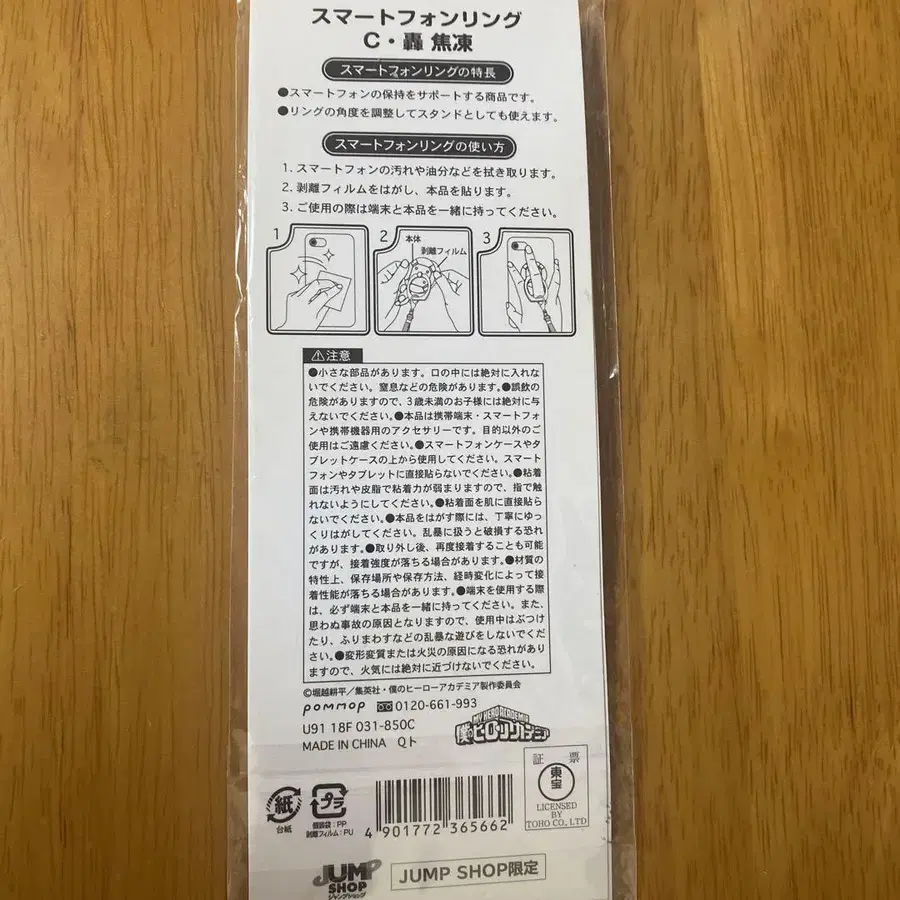 スマートフォンリング
C・轟 焦凍
スマートフォンリングの特長
●スマートフォンの保持をサポートする商品です。
●リングの角度を調整してスタンドとしても使えます。
スマートフォンリングの使い方
1. スマートフォンの汚れや油分などを拭き取ります。
2. 剥離フィルムをはがし、本品を貼ります。
3. ご使用の際は端末と本品を一緒に持ってください。
1
2
本体
剥離フィルム
3
⚠注意
●小さな部品があります。口の中には絶対に入れな
いでください。窒息などの危険があります。●誤飲の
危険がありますので、3歳未満のお子様には絶対に与
えないでください。●本品は携帯端末・スマートフォ
ンや携帯機器用のアクセサリーです。目的以外のご
使用はご遠慮ください。●スマートフォンケースやタ
ブレットケースの上から使用してください。スマート
フォンやタブレットに直接貼らないでください。●粘着
面は汚れや皮脂で粘着力が弱まりますので、指で触
れないようにしてください。●粘着面を肌に直接貼ら
ないでください。●本品をはがす際には、丁寧にゆっ
くりはがしてください。乱暴に扱うと破損する恐れ
があります。●取り外し後、再度接着することも可能
ですが、接着強度が落ちる場合があります。●材質の
特性上、保存場所や保存方法、経時変化によって接
着性能が落ちる場合があります。●端末を使用する際
は、必ず端末と本品を一緒に持ってください。また、
思わぬ事故の原因となりますので、使用中はぶつけ
たり、ふりまわすなどの乱暴な遊びをしないでくださ
い。●変形変質または火災の原因になる恐れがあり
ますので、火気には絶対に近づけないでください。
©堀越耕平／集英社・僕のヒーローアカデミア製作委員会
pommop 0120-661-993
U91 18F 031-850C
MADE IN CHINA Qト
MY HERO ACADEMIA
僕のヒーローアカデミア
証 票
東宝
LICENSED
BY
TOHO CO., LTD
紙
台紙
プラ
個装袋:PP
剥離フィルム:PU
4 901772 365662
JUMP
SHOP
ジャンプショップ
JUMP SHOP限定